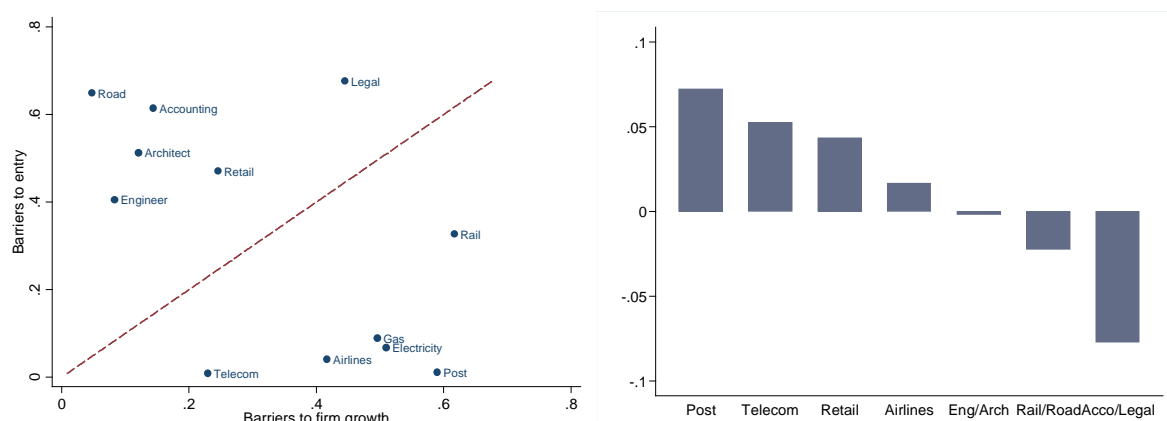 .8
.6
.4
.2
0
Barriers to entry
Legal
Road
Accounting
Architect
Retail
Engineer
Rail
Gas
Electricity
Airlines
Telecom
Post
0 .2 .4 .6 .8
Barriers to firm growth
.1
.05
0
-.05
-.1
Post Telecom Retail Airlines Eng/Arch Rail/Road Acco/Legal